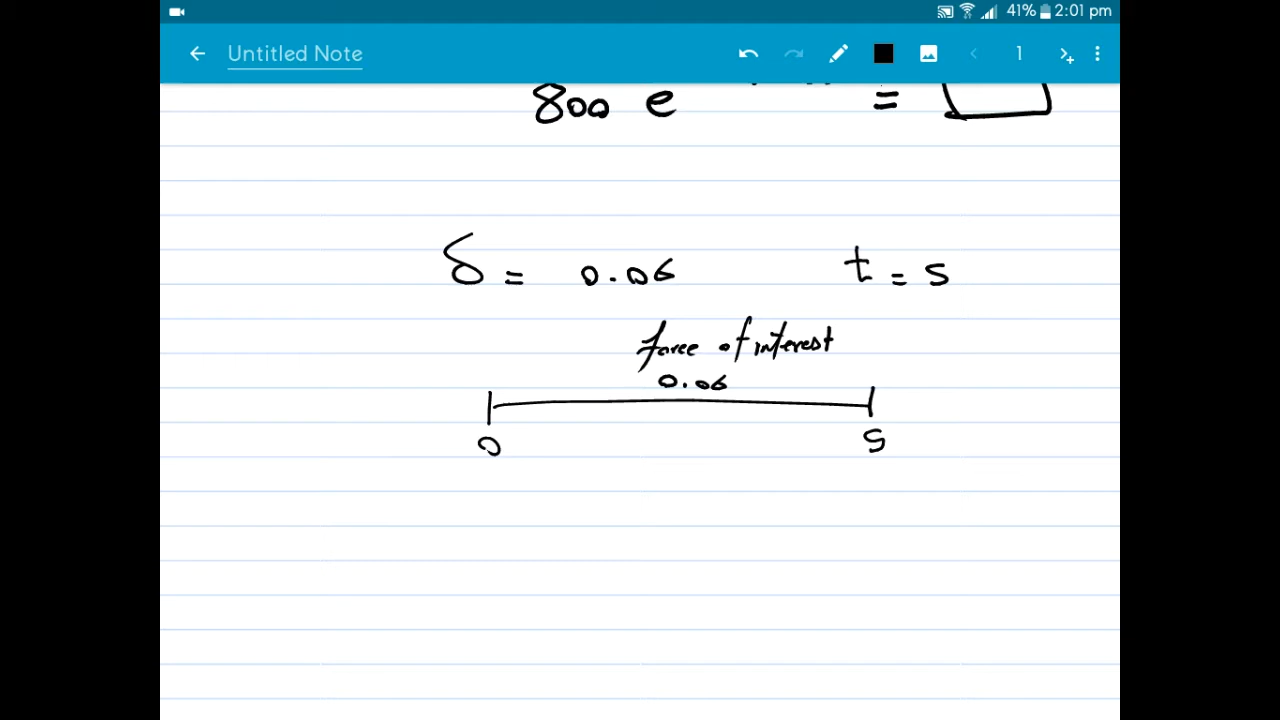 41% 2:01 pm
Untitled Note 1
800 e =
δ = 0.06 t = 5
force of interest
0.06
0 5